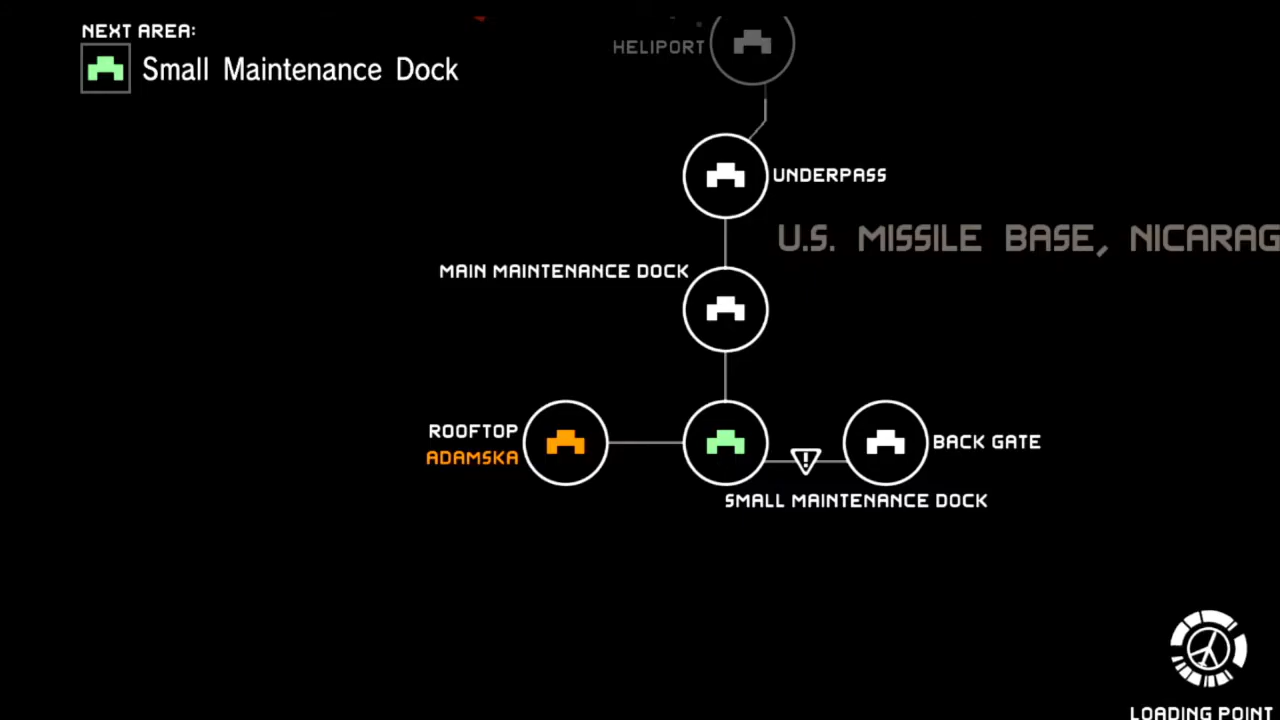 NEXT AREA:
Small Maintenance Dock
HELIPORT
UNDERPASS
U.S. MISSILE BASE, NICARAG
MAIN MAINTENANCE DOCK
ROOFTOP
ADAMSKA
BACK GATE
SMALL MAINTENANCE DOCK
LOADING POINT